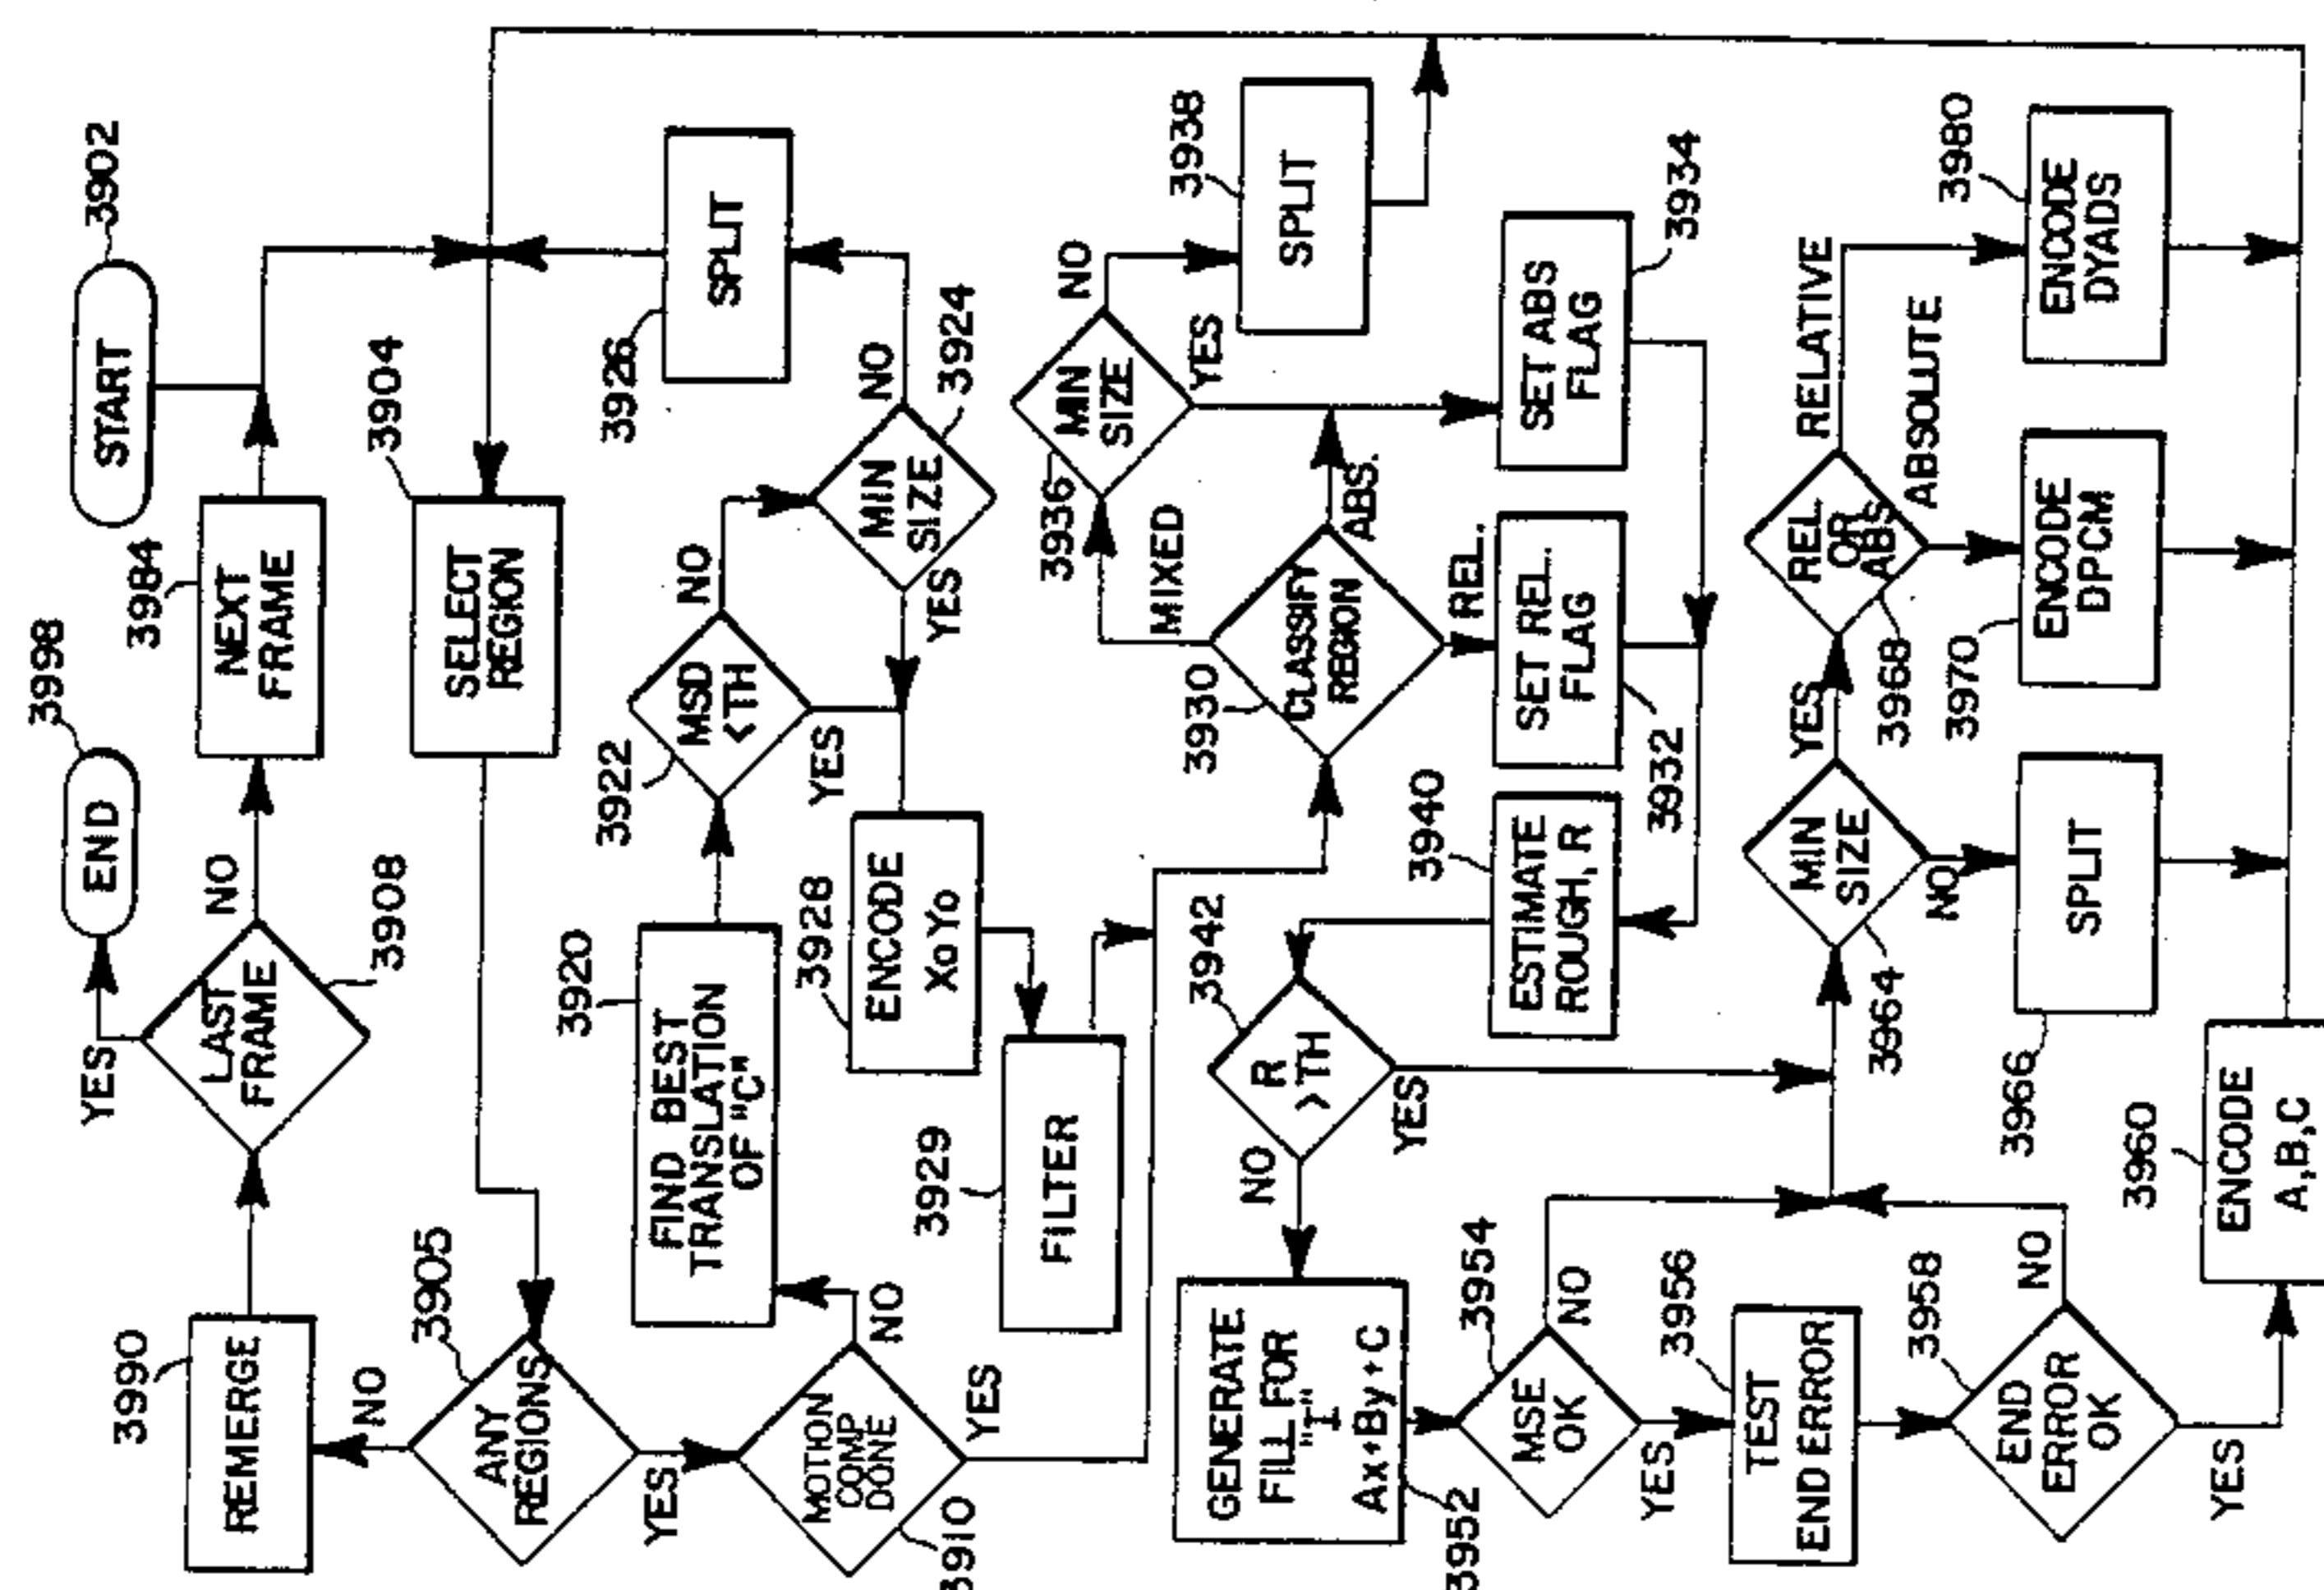 YES
END
3998
START
3902
3990
REMERGE
LAST
FRAME
3908
NO
3984
NEXT
FRAME
NO
3905
ANY
REGIONS
SELECT
REGION
3904
YES
3910
MOTION
COMP
DONE
NO
YES
3920
FIND BEST
TRANSLATION
OF "C"
3922
MSD
<TH
NO
YES
3926
SPLIT
MIN
SIZE
3924
NO
YES
3928
ENCODE
XoYo
3929
FILTER
3930
CLASSIFY
REGION
MIXED
ABS.
REL.
3936
MIN
SIZE
NO
YES
3938
SPLIT
3942
R
>TH
NO
YES
3940
ESTIMATE
ROUGH, R
SET REL.
FLAG
3932
SET ABS
FLAG
3934
GENERATE
FILL FOR
"I"
Ax+By+C
3952
3954
MSE
OK
NO
YES
3956
TEST
END ERROR
3958
END
ERROR
OK
NO
YES
MIN
SIZE
3964
YES
NO
REL
OR
ABS
3968
RELATIVE
ABSOLUTE
3966
SPLIT
3970
ENCODE
DPCM
3980
ENCODE
DYADS
3960
ENCODE
A,B,C